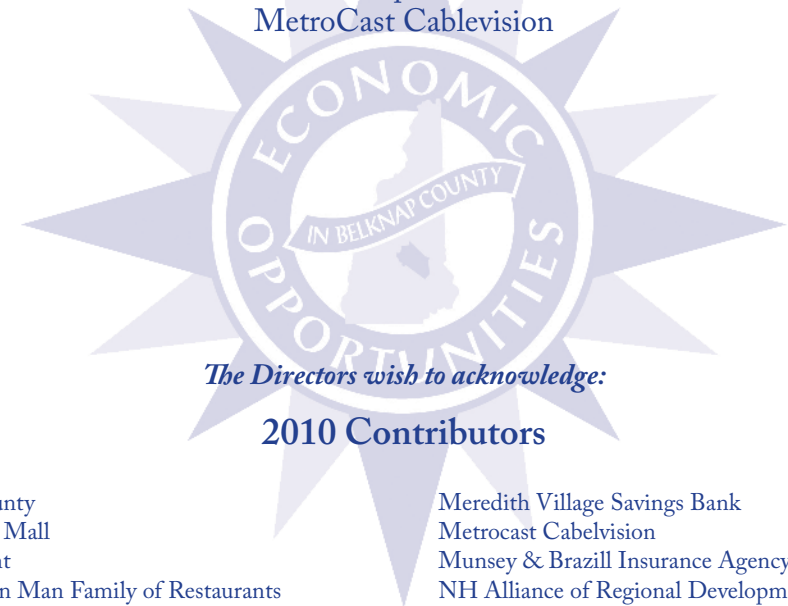 MetroCast Cablevision
ECONOMIC
IN BELKNAP COUNTY
OPPORTUNITIES
The Directors wish to acknowledge:
2010 Contributors
Mall
n Man Family of Restaurants
Meredith Village Savings Bank
Metrocast Cabelvision
Munsey & Brazill Insurance Agency
NH Alliance of Regional